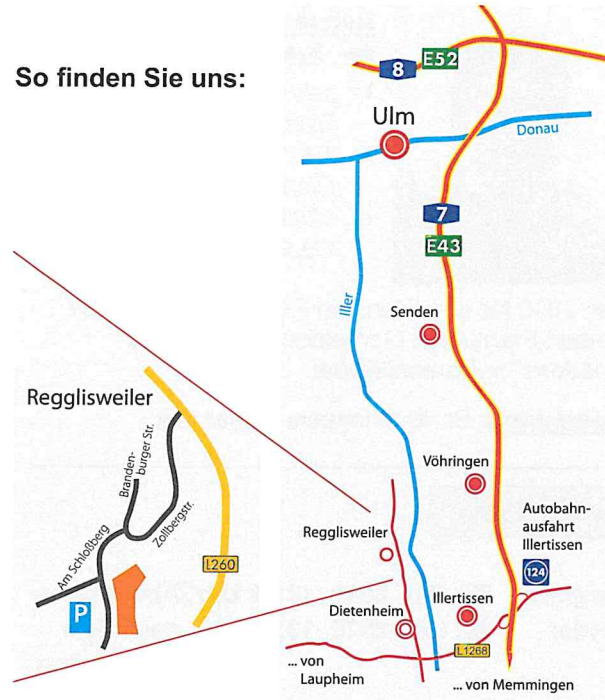 So finden Sie uns:
8
E52
Ulm
Donau
7
E43
Iller
Senden
Vöhringen
Autobahn-
ausfahrt
Illertissen
124
Regglisweiler
Dietenheim
Illertissen
L1268
... von
Laupheim
... von Memmingen
Regglisweiler
Branden-
burger Str.
Zollbergstr.
Am Schloßberg
L260
P